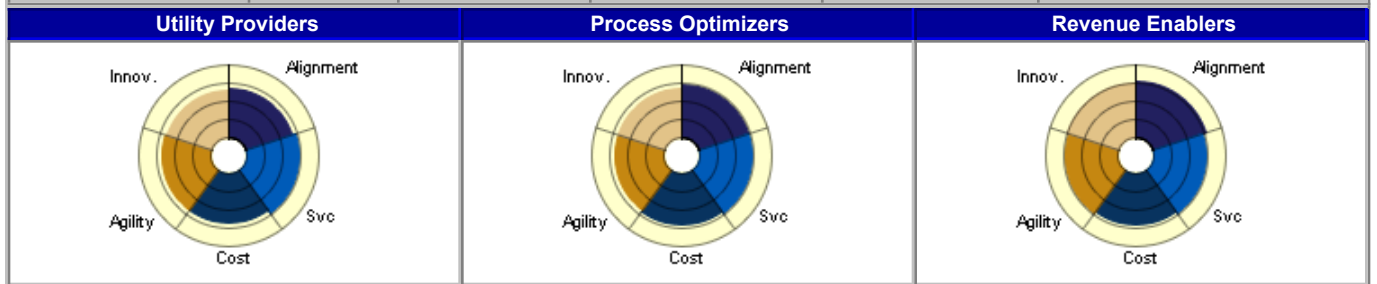 Utility Providers
Process Optimizers
Revenue Enablers
Innov.
Alignment
Agility
Svc
Cost
Innov.
Alignment
Agility
Svc
Cost
Innov.
Alignment
Agility
Svc
Cost